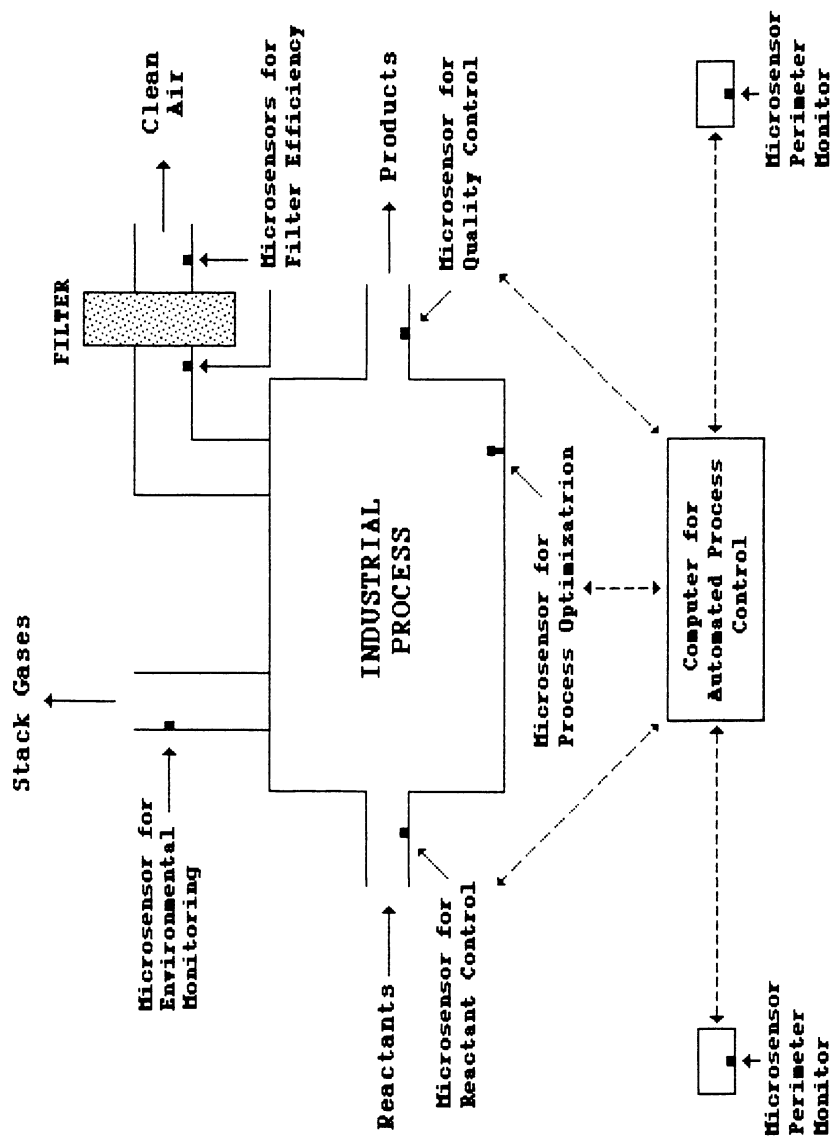 Stack Gases
Microsensor for
Environmental
Monitoring
FILTER
Clean
Air
Microsensors for
Filter Efficiency
Reactants
INDUSTRIAL
PROCESS
Products
Microsensor for
Reactant Control
Microsensor for
Process Optimizatrion
Microsensor for
Quality Control
Computer for
Automated Process
Control
Microsensor
Perimeter
Monitor
Microsensor
Perimeter
Monitor